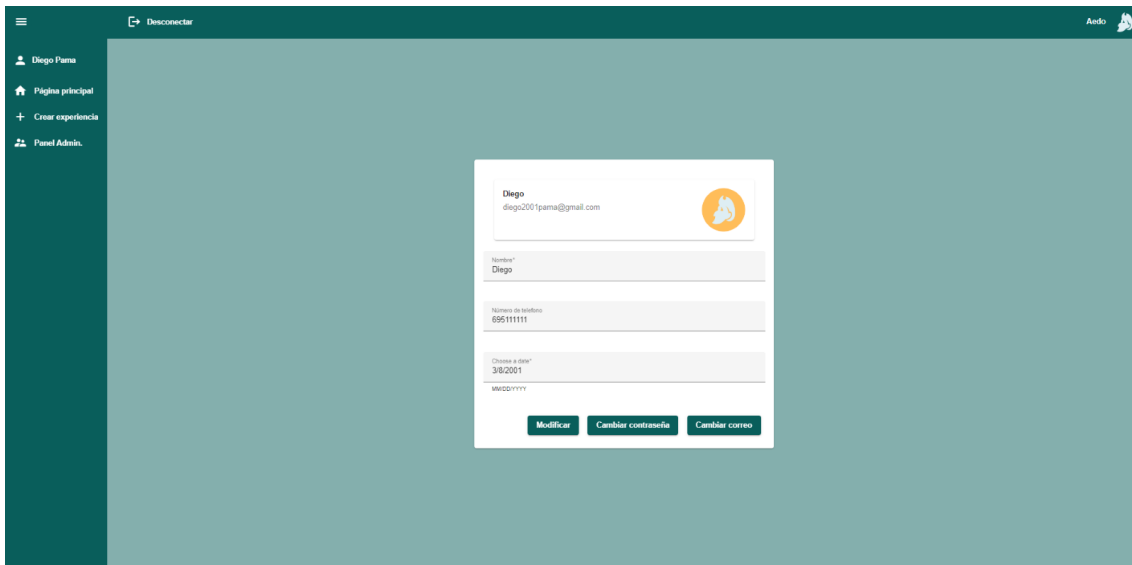 Desconectar
Aedo
Diego Pama
Página principal
Crear experiencia
Panel Admin.
Diego
diego2001pama@gmail.com
Nombre*
Diego
Número de teléfono
695111111
Choose a date*
3/8/2001
MM/DD/YYYY
Modificar
Cambiar contraseña
Cambiar correo